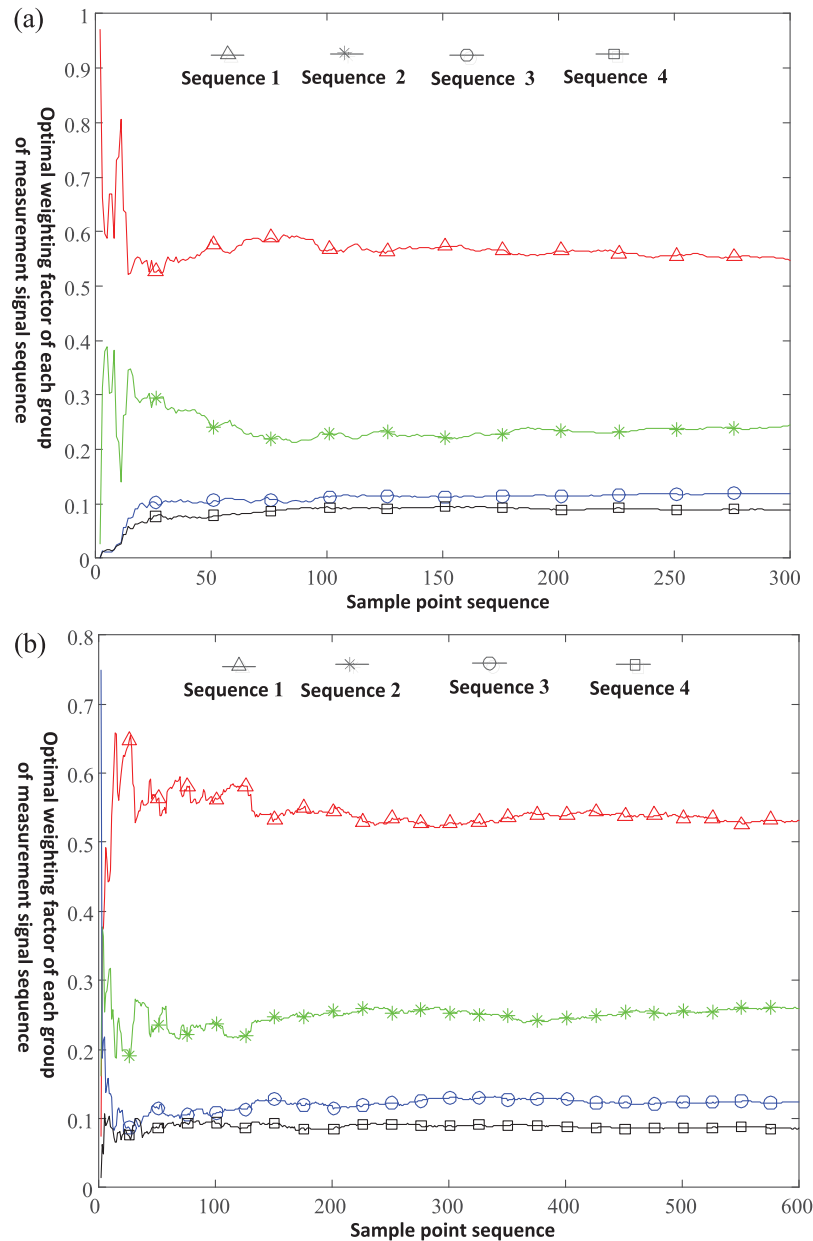 (a)
1
0.9
0.8
0.7
0.6
0.5
0.4
0.3
0.2
0.1
0
Optimal weighting factor of each group
of measurement signal sequence
Sequence 1
Sequence 2
Sequence 3
Sequence 4
0
50
100
150
200
250
300
Sample point sequence
(b)
0.8
0.7
0.6
0.5
0.4
0.3
0.2
0.1
0
Optimal weighting factor of each group
of measurement signal sequence
Sequence 1
Sequence 2
Sequence 3
Sequence 4
0
100
200
300
400
500
600
Sample point sequence